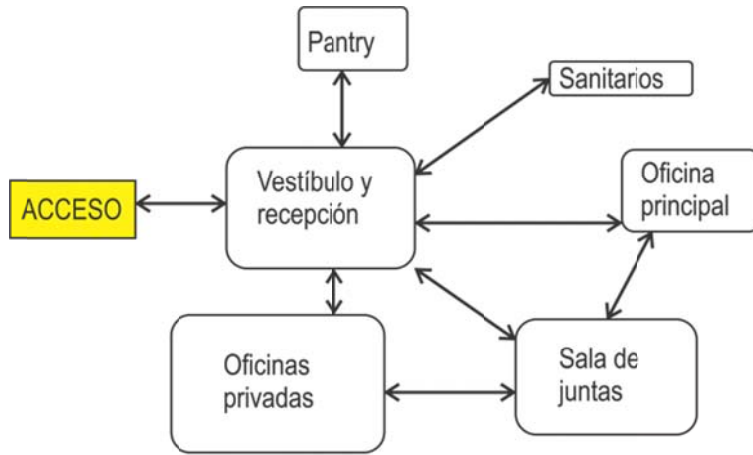 Pantry
Sanitarios
Vestíbulo y
recepción
Oficina
principal
ACCESO
Oficinas
privadas
Sala de
juntas